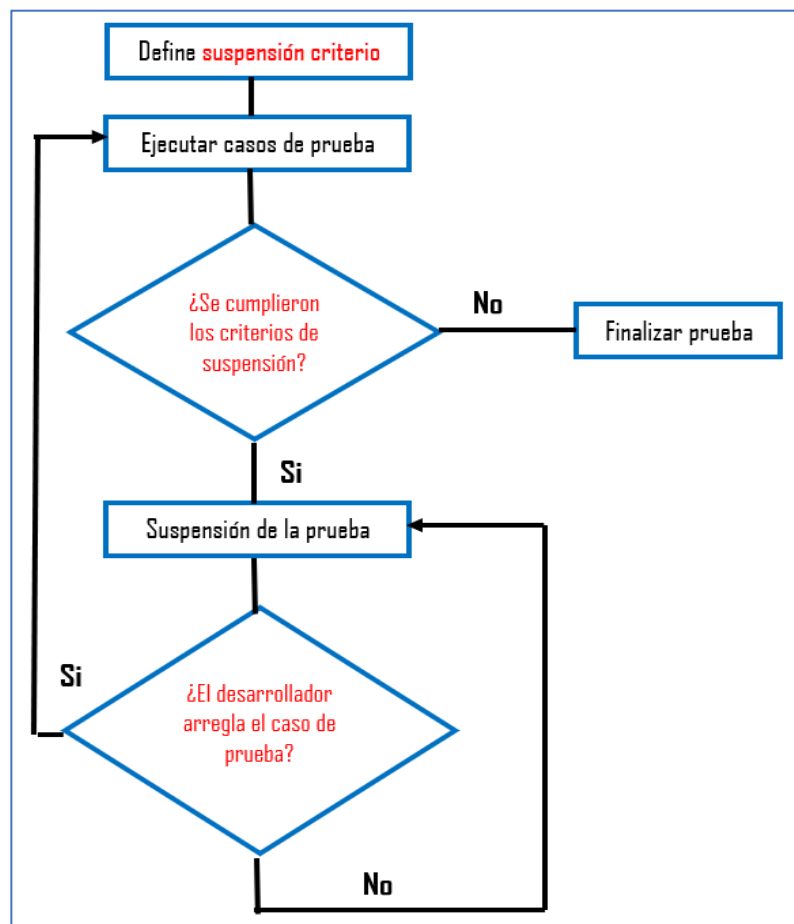 Define suspensión criterio
Ejecutar casos de prueba
¿Se cumplieron
los criterios de
suspensión?
No
Finalizar prueba
Si
Suspensión de la prueba
Si
¿El desarrollador
arregla el caso de
prueba?
No